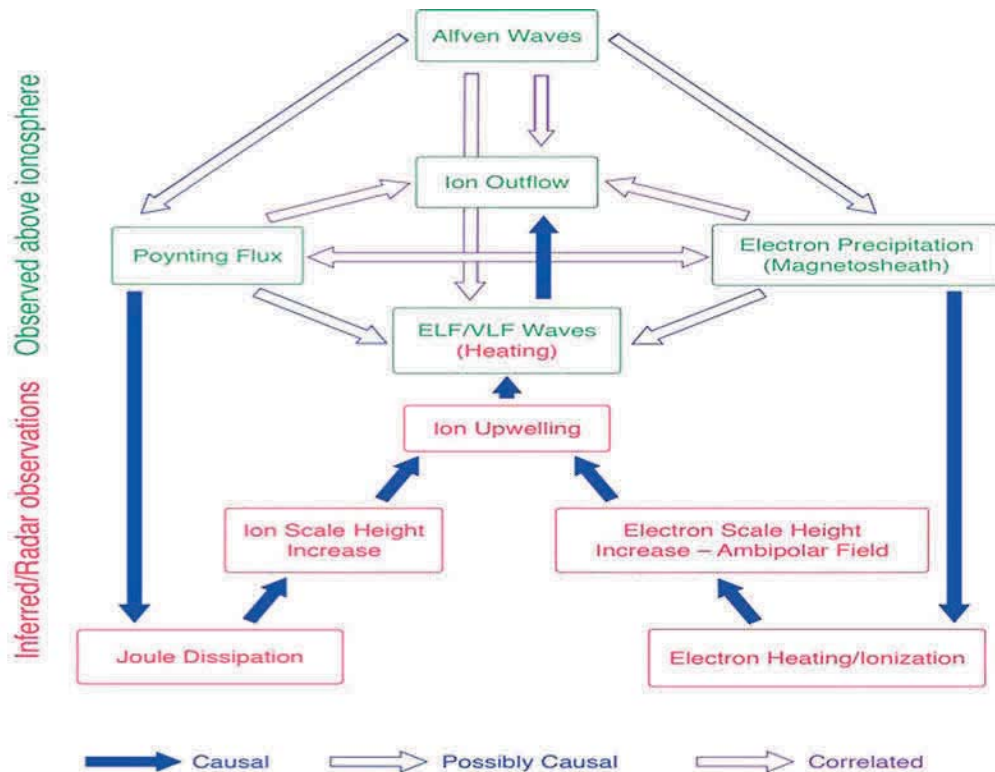 Alfven Waves
Observed above ionosphere
Ion Outflow
Poynting Flux
Electron Precipitation
(Magnetosheath)
ELF/VLF Waves
(Heating)
Inferred/Radar observations
Ion Upwelling
Ion Scale Height
Increase
Electron Scale Height
Increase – Ambipolar Field
Joule Dissipation
Electron Heating/Ionization
Causal
Possibly Causal
Correlated